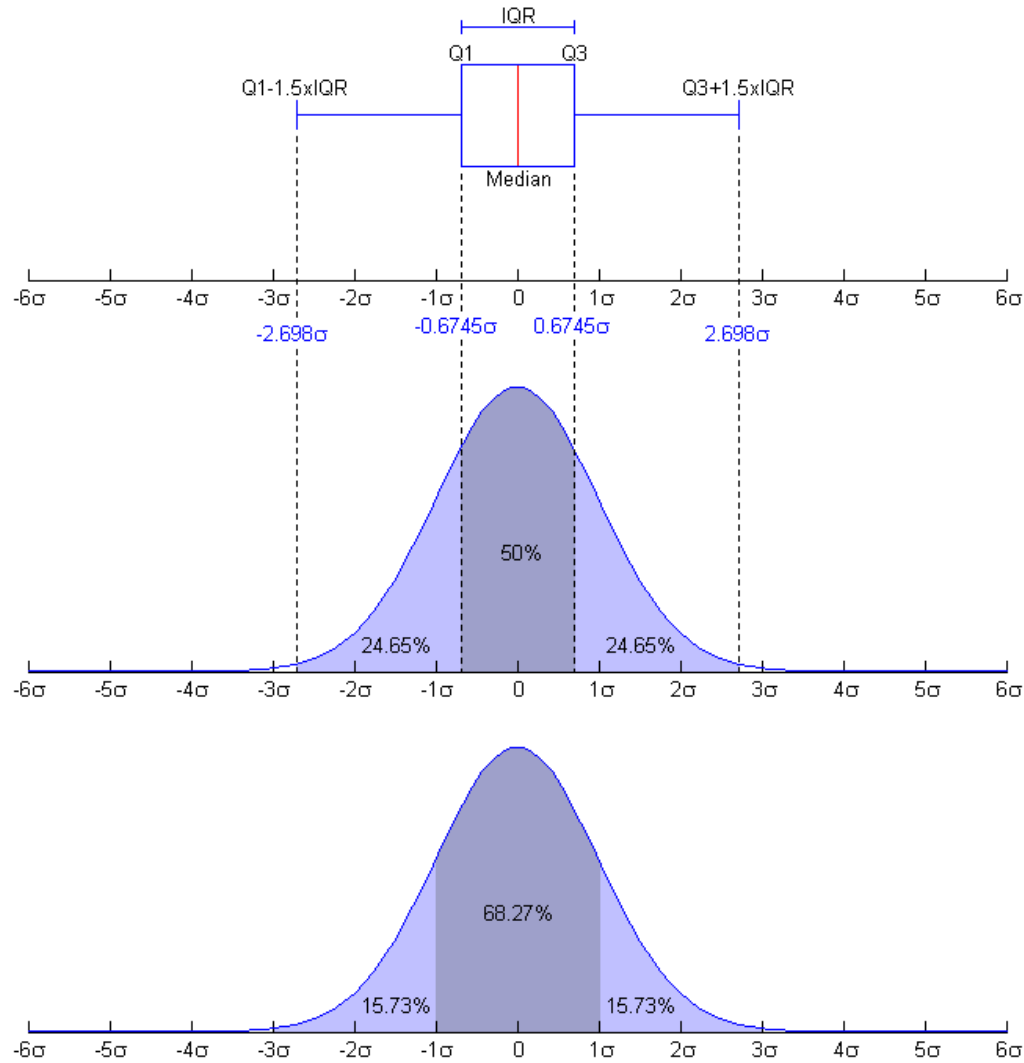 IQR
Q1 Q3
Q1-1.5xIQR Q3+1.5xIQR
Median
-6σ -5σ -4σ -3σ -2σ -1σ 0 1σ 2σ 3σ 4σ 5σ 6σ
-2.698σ -0.6745σ 0.6745σ 2.698σ
50%
24.65% 24.65%
-6σ -5σ -4σ -3σ -2σ -1σ 0 1σ 2σ 3σ 4σ 5σ 6σ
68.27%
15.73% 15.73%
-6σ -5σ -4σ -3σ -2σ -1σ 0 1σ 2σ 3σ 4σ 5σ 6σ